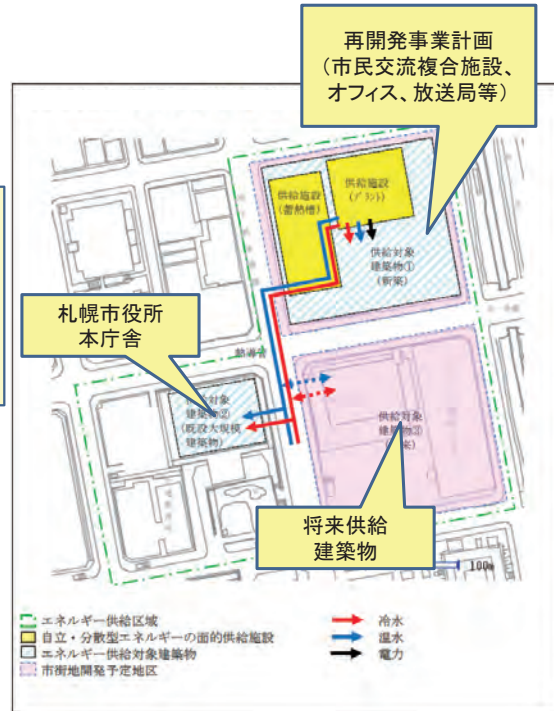 再開発事業計画
(市民交流複合施設、
オフィス、放送局等)
供給施設
(蓄熱槽)
供給施設
(プラント)
供給対象
建築物①
(新築)
札幌市役所
本庁舎
熱導管
供給対象
建築物②
(既設大規模
建築物)
供給対象
建築物③
将来供給
建築物
100m
エネルギー供給区域
自立・分散型エネルギーの面的供給施設
エネルギー供給対象建築物
市街地開発予定地区
冷水
温水
電力